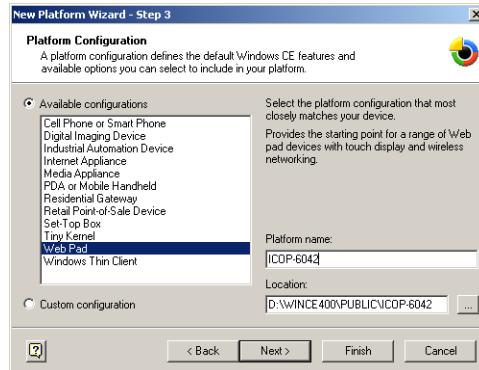 New Platform Wizard - Step 3
Platform Configuration
A platform configuration defines the default Windows CE features and
available options you can select to include in your platform.
Available configurations
Cell Phone or Smart Phone
Digital Imaging Device
Industrial Automation Device
Internet Appliance
Media Appliance
PDA or Mobile Handheld
Residential Gateway
Retail Point-of-Sale Device
Set-Top Box
Tiny Kernel
Web Pad
Windows Thin Client
Custom configuration
Select the platform configuration that most
closely matches your device.
Provides the starting point for a range of Web
pad devices with touch display and wireless
networking.
Platform name:
ICOP-6042
Location:
D:\WINCE400\PUBLIC\ICOP-6042
...
< Back
Next >
Finish
Cancel